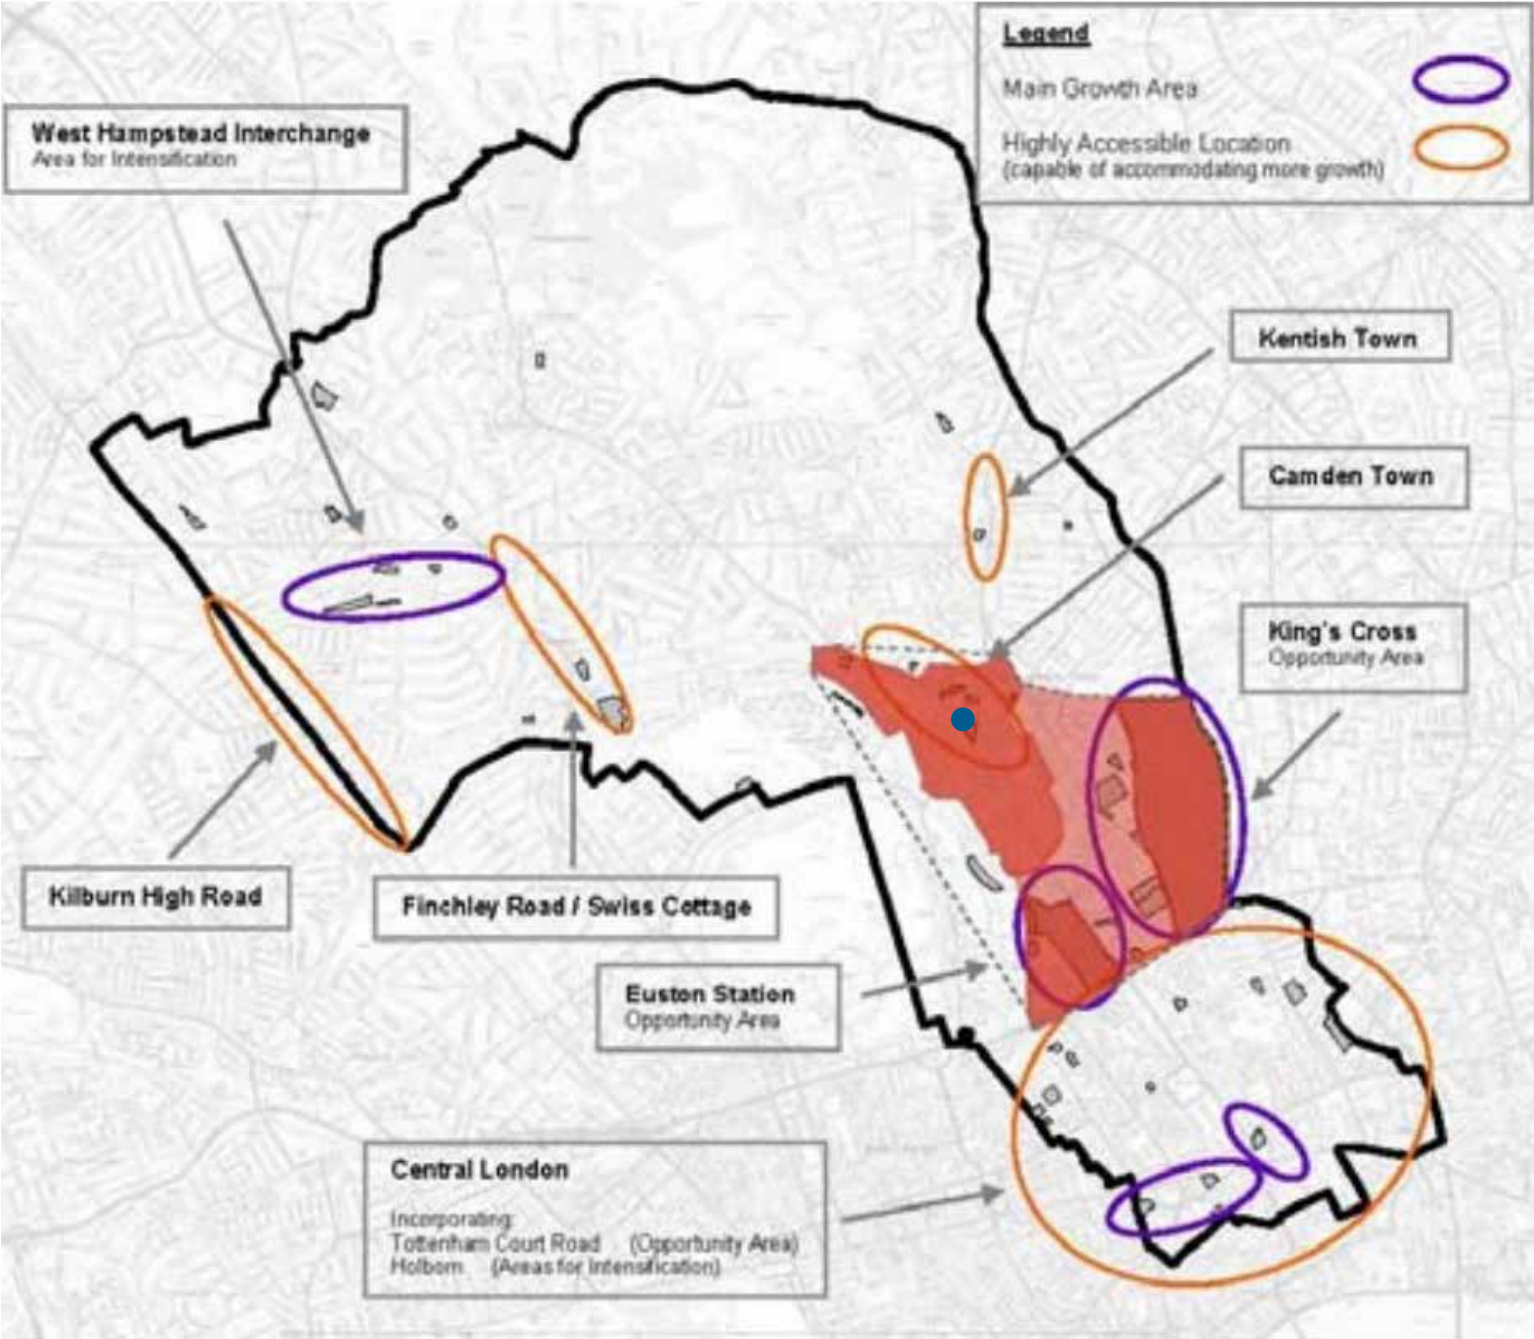 Legend
Main Growth Area
Highly Accessible Location
(capable of accommodating more growth)
West Hampstead Interchange
Area for Intensification
Kentish Town
Camden Town
King's Cross
Opportunity Area
Kilburn High Road
Finchley Road / Swiss Cottage
Euston Station
Opportunity Area
Central London
Incorporating:
Tottenham Court Road (Opportunity Area)
Holborn (Areas for Intensification)